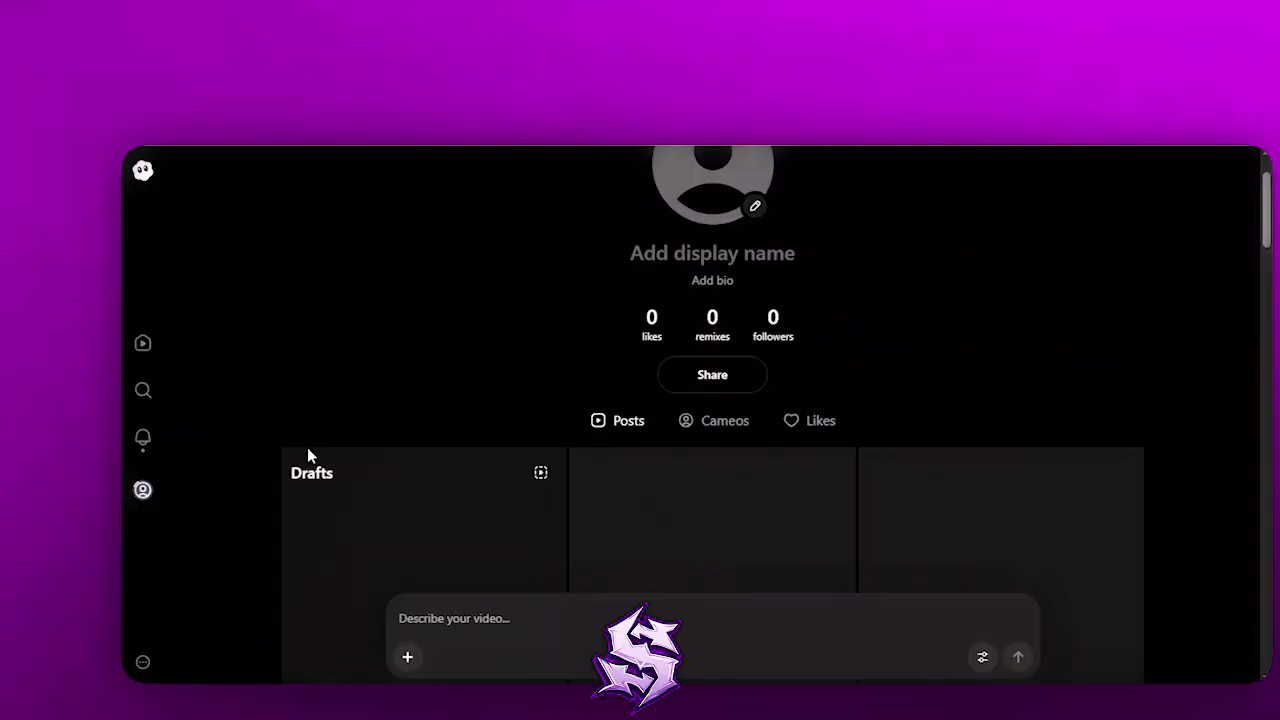 Add display name
Add bio
0 0 0
likes remixes followers
Share
Posts Cameos Likes
Drafts
Describe your video...